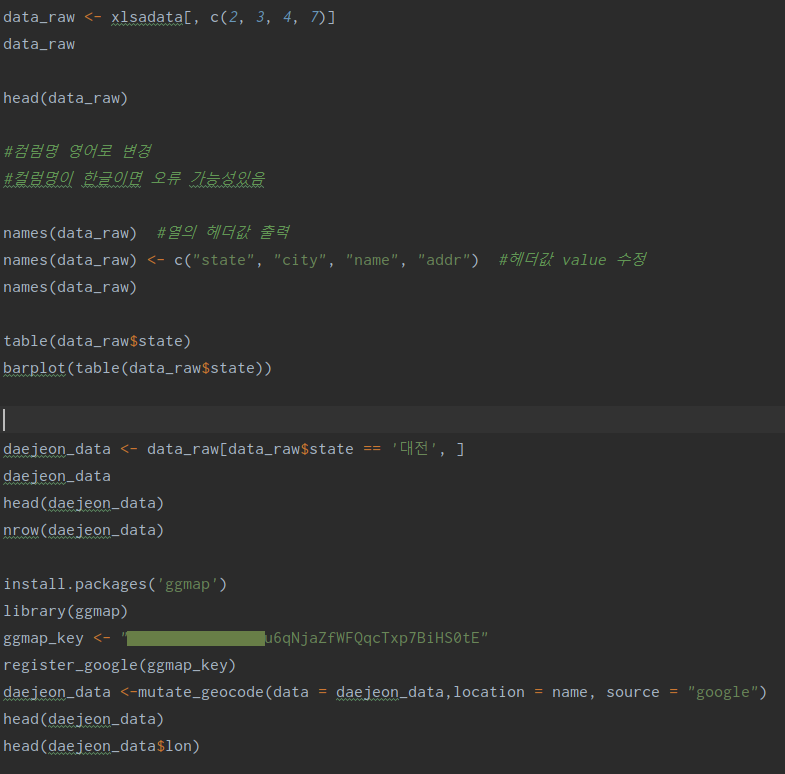 data_raw <- xlsadata[, c(2, 3, 4, 7)]
data_raw
head(data_raw)
#컴럼명 영어로 변경
#컬럼명이 한글이면 오류 가능성있음
names(data_raw)  #열의 헤더값 출력
names(data_raw) <- c("state", "city", "name", "addr")  #헤더값 value 수정
names(data_raw)
table(data_raw$state)
barplot(table(data_raw$state))
daejeon_data <- data_raw[data_raw$state == '대전', ]
daejeon_data
head(daejeon_data)
nrow(daejeon_data)
install.packages('ggmap')
library(ggmap)
ggmap_key <- "u6qNjaZfWFQqcTxp7BiHS0tE"
register_google(ggmap_key)
daejeon_data <-mutate_geocode(data = daejeon_data,location = name, source = "google")
head(daejeon_data)
head(daejeon_data$lon)